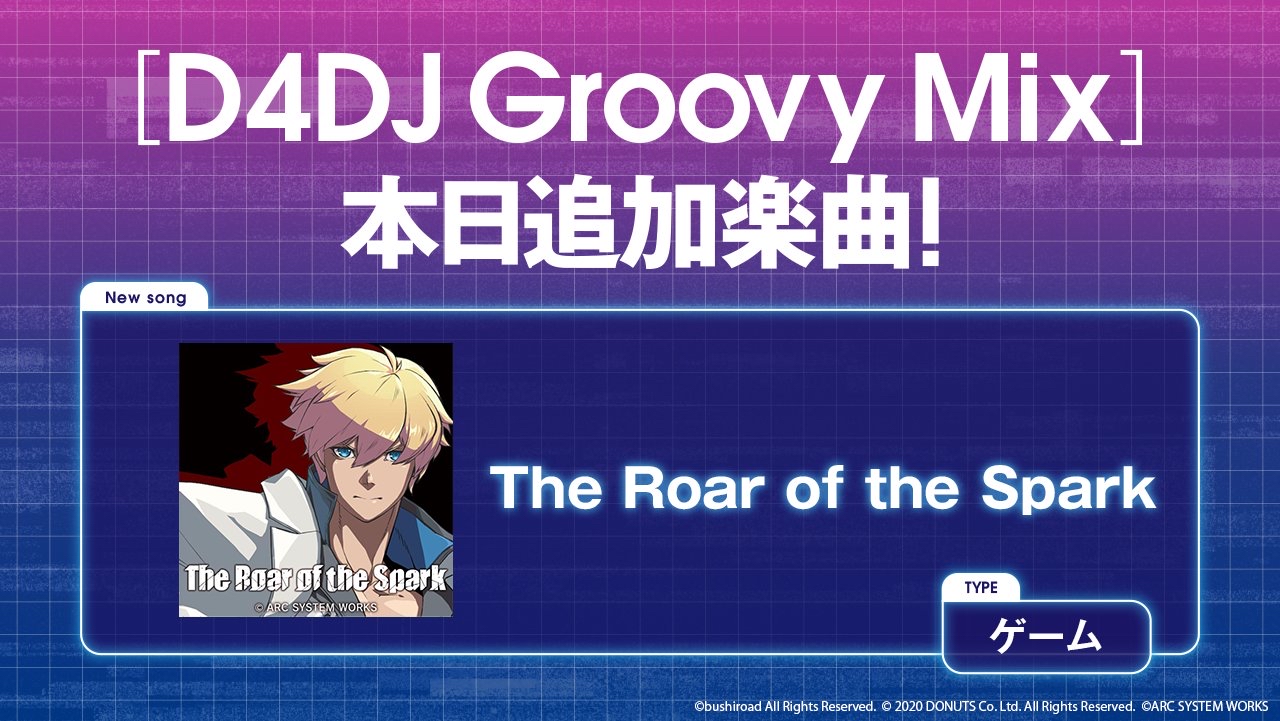 [D4DJ Groovy Mix]
本日追加楽曲!
New song
The Roar of the Spark
© ARC SYSTEM WORKS
The Roar of the Spark
TYPE
ゲーム
©bushiroad All Rights Reserved. © 2020 DONUTS Co. Ltd. All Rights Reserved. ©ARC SYSTEM WORKS